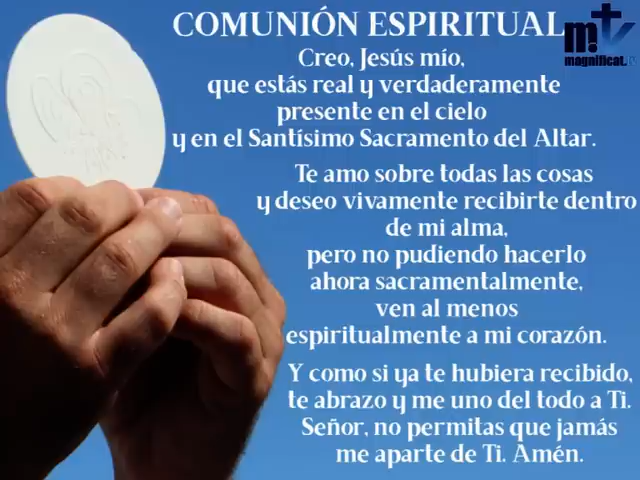 COMUNIÓN ESPIRITUAL
Creo, Jesús mío,
que estás real y verdaderamente
presente en el cielo
y en el Santísimo Sacramento del Altar.
Te amo sobre todas las cosas
y deseo vivamente recibirte dentro
de mi alma,
pero no pudiendo hacerlo
ahora sacramentalmente,
ven al menos
espiritualmente a mi corazón.
Y como si ya te hubiera recibido,
te abrazo y me uno del todo a Ti.
Señor, no permitas que jamás
me aparte de Ti. Amén.
m tv
magnificat.tv